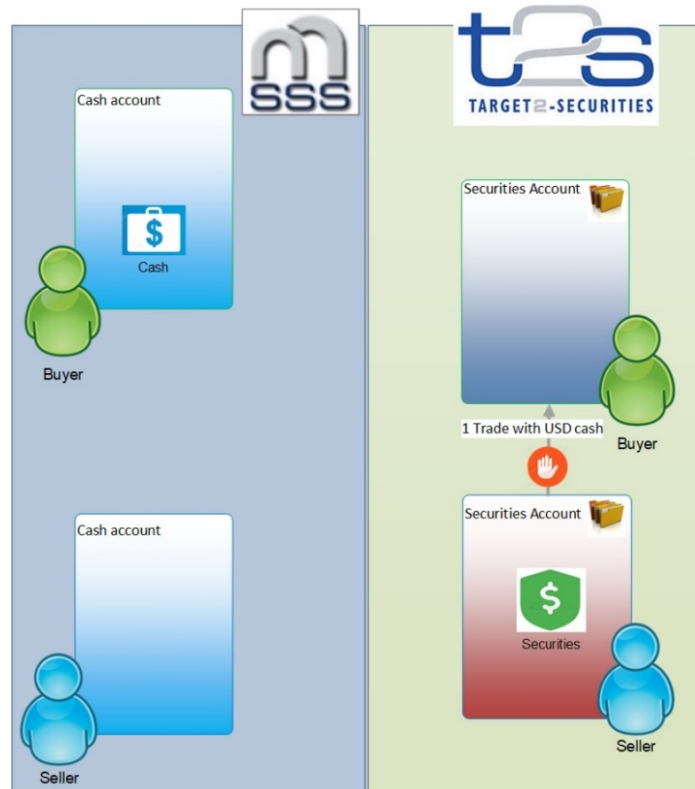 m
sss
t2s
TARGET2-SECURITIES
Cash account
$
Cash
Buyer
Securities Account
1 Trade with USD cash
Buyer
Cash account
Seller
Securities Account
$
Securities
Seller